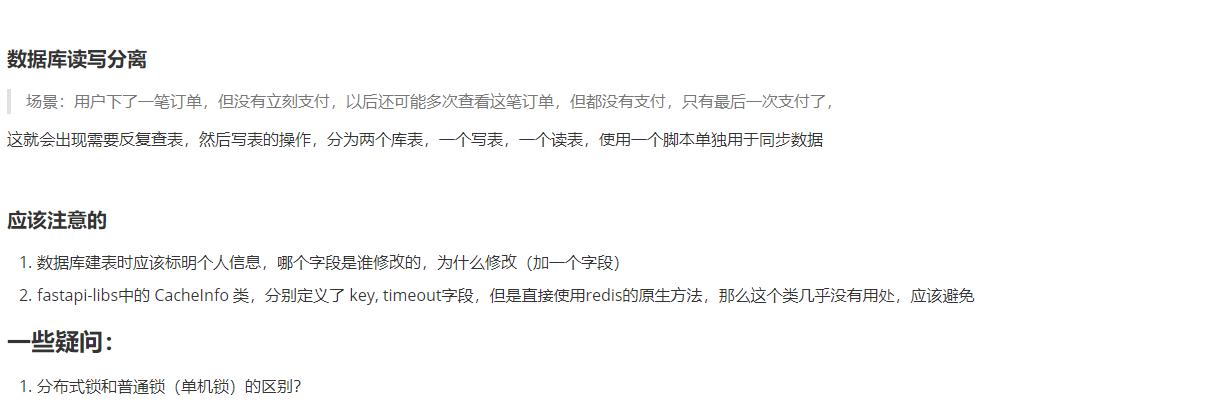 数据库读写分离
场景：用户下了一笔订单，但没有立刻支付，以后还可能多次查看这笔订单，但都没有支付，只有最后一次支付了，
这就会出现需要反复查表，然后写表的操作，分为两个库表，一个写表，一个读表，使用一个脚本单独用于同步数据
应该注意的
1. 数据库建表时应该标明个人信息，哪个字段是谁修改的，为什么修改（加一个字段）
2. fastapi-libs中的 CacheInfo 类，分别定义了 key, timeout字段，但是直接使用redis的原生方法，那么这个类几乎没有用处，应该避免
一些疑问：
1. 分布式锁和普通锁（单机锁）的区别？